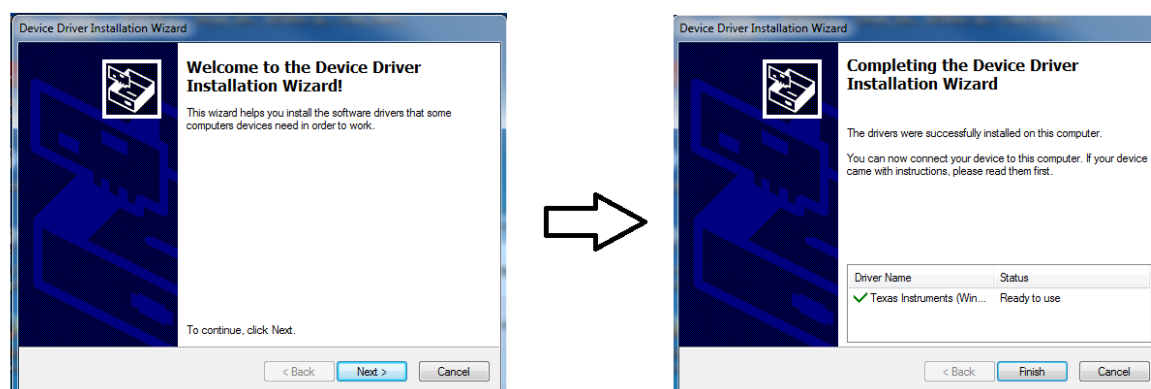 Device Driver Installation Wizard
Welcome to the Device Driver
Installation Wizard!
This wizard helps you install the software drivers that some
computers devices need in order to work.
To continue, click Next.
< Back
Next >
Cancel
Device Driver Installation Wizard
Completing the Device Driver
Installation Wizard
The drivers were successfully installed on this computer.
You can now connect your device to this computer. If your device
came with instructions, please read them first.
Driver Name Status
Texas Instruments (Win... Ready to use
< Back
Finish
Cancel